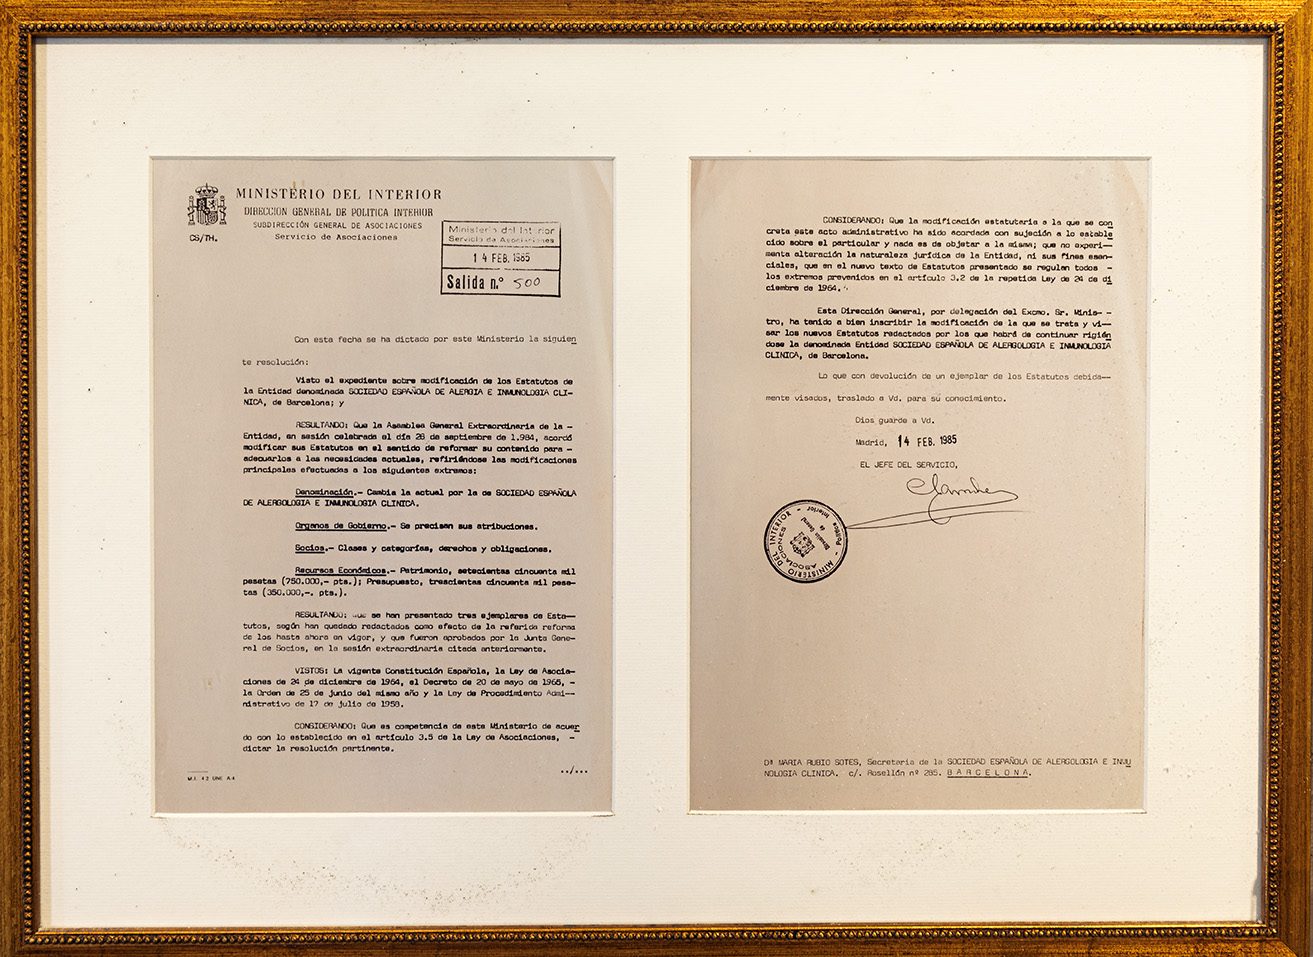 MINISTERIO DEL INTERIOR
DIRECCION GENERAL DE POLITICA INTERIOR
SUBDIRECCIÓN GENERAL DE ASOCIACIONES
Servicio de Asociaciones
CS/TH.
Ministerio del Interior
Servicio de Asociaciones
14 FEB. 1985
Salida n.º 500
Con esta fecha se ha dictado por este Ministerio la siguien
te resolución:
Visto el expediente sobre modificación de los Estatutos de
la Entidad denominada SOCIEDAD ESPAÑOLA DE ALERGIA E INMUNOLOGIA CLI-
NICA, de Barcelona; y
RESULTANDO: Que la Asamblea General Extraordinaria de la -
Entidad, en sesión celebrada el día 28 de septiembre de 1.984, acordó
modificar sus Estatutos en el sentido de reformar su contenido para -
adecuarlos a las necesidades actuales, refiriéndose las modificaciones
principales efectuadas a los siguientes extremos:
Denominación.- Cambia la actual por la de SOCIEDAD ESPAÑOLA
DE ALERGOLOGIA E INMUNOLOGIA CLINICA.
Organos de Gobierno.- Se precisan sus atribuciones.
Socios.- Clases y categorías, derechos y obligaciones.
Recursos Económicos.- Patrimonio, setecientas cincuenta mil
pesetas (750.000,- pts.); Presupuesto, trescientas cincuenta mil pese-
tas (350.000,-. pts.).
RESULTANDO: Que se han presentado tres ejemplares de Esta-
tutos, según han quedado redactados como efecto de la referida reforma
de los hasta ahora en vigor, y que fueron aprobados por la Junta Gene-
ral de Socios, en la sesión extraordinaria citada anteriormente.
VISTOS: La vigente Constitución Española, la Ley de Asocia-
ciones de 24 de diciembre de 1964, el Decreto de 20 de mayo de 1965, -
la Orden de 25 de junio del mismo año y la Ley de Procedimiento Admi--
nistrativo de 17 de julio de 1958.
CONSIDERANDO: Que es competencia de este Ministerio de acuer
do con lo establecido en el artículo 3.5 de la Ley de Asociaciones, -
dictar la resolución pertinente.
../...
M.I. 42 UNE A4
CONSIDERANDO: Que la modificación estatutaria a la que se con
creta este acto administrativo ha sido acordada con sujeción a lo estable
cido sobre el particular y nada es de objetar a la misma; que no experi-
menta alteración la naturaleza jurídica de la Entidad, ni sus fines esen-
ciales, que en el nuevo texto de Estatutos presentado se regulan todos -
los extremos prevenidos en el artículo 3.2 de la repetida Ley de 24 de di
ciembre de 1964.
Esta Dirección General, por delegación del Excmo. Sr. Minis- -
tro, ha tenido a bien inscribir la modificación de la que se trata y vi-
sar los nuevos Estatutos redactados por los que habrá de continuar rigién
dose la denominada Entidad SOCIEDAD ESPAÑOLA DE ALERGOLOGIA E INMUNOLOGIA
CLINICA, de Barcelona.
Lo que con devolución de un ejemplar de los Estatutos debida--
mente visados, traslado a Vd. para su conocimiento.
Dios guarde a Vd.
Madrid, 14 FEB. 1985
EL JEFE DEL SERVICIO,
MINISTERIO DEL INTERIOR - Política Interior
ASOCIACIONES
Dirección General
de
Dª MARIA RUBIO SOTES, Secretaria de la SOCIEDAD ESPAÑOLA DE ALERGOLOGIA E INMU
NOLOGIA CLINICA. c/. Rosellón nº 285. BARCELONA.